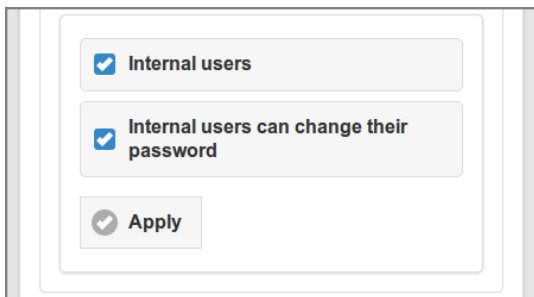 Internal users
Internal users can change their
password
Apply